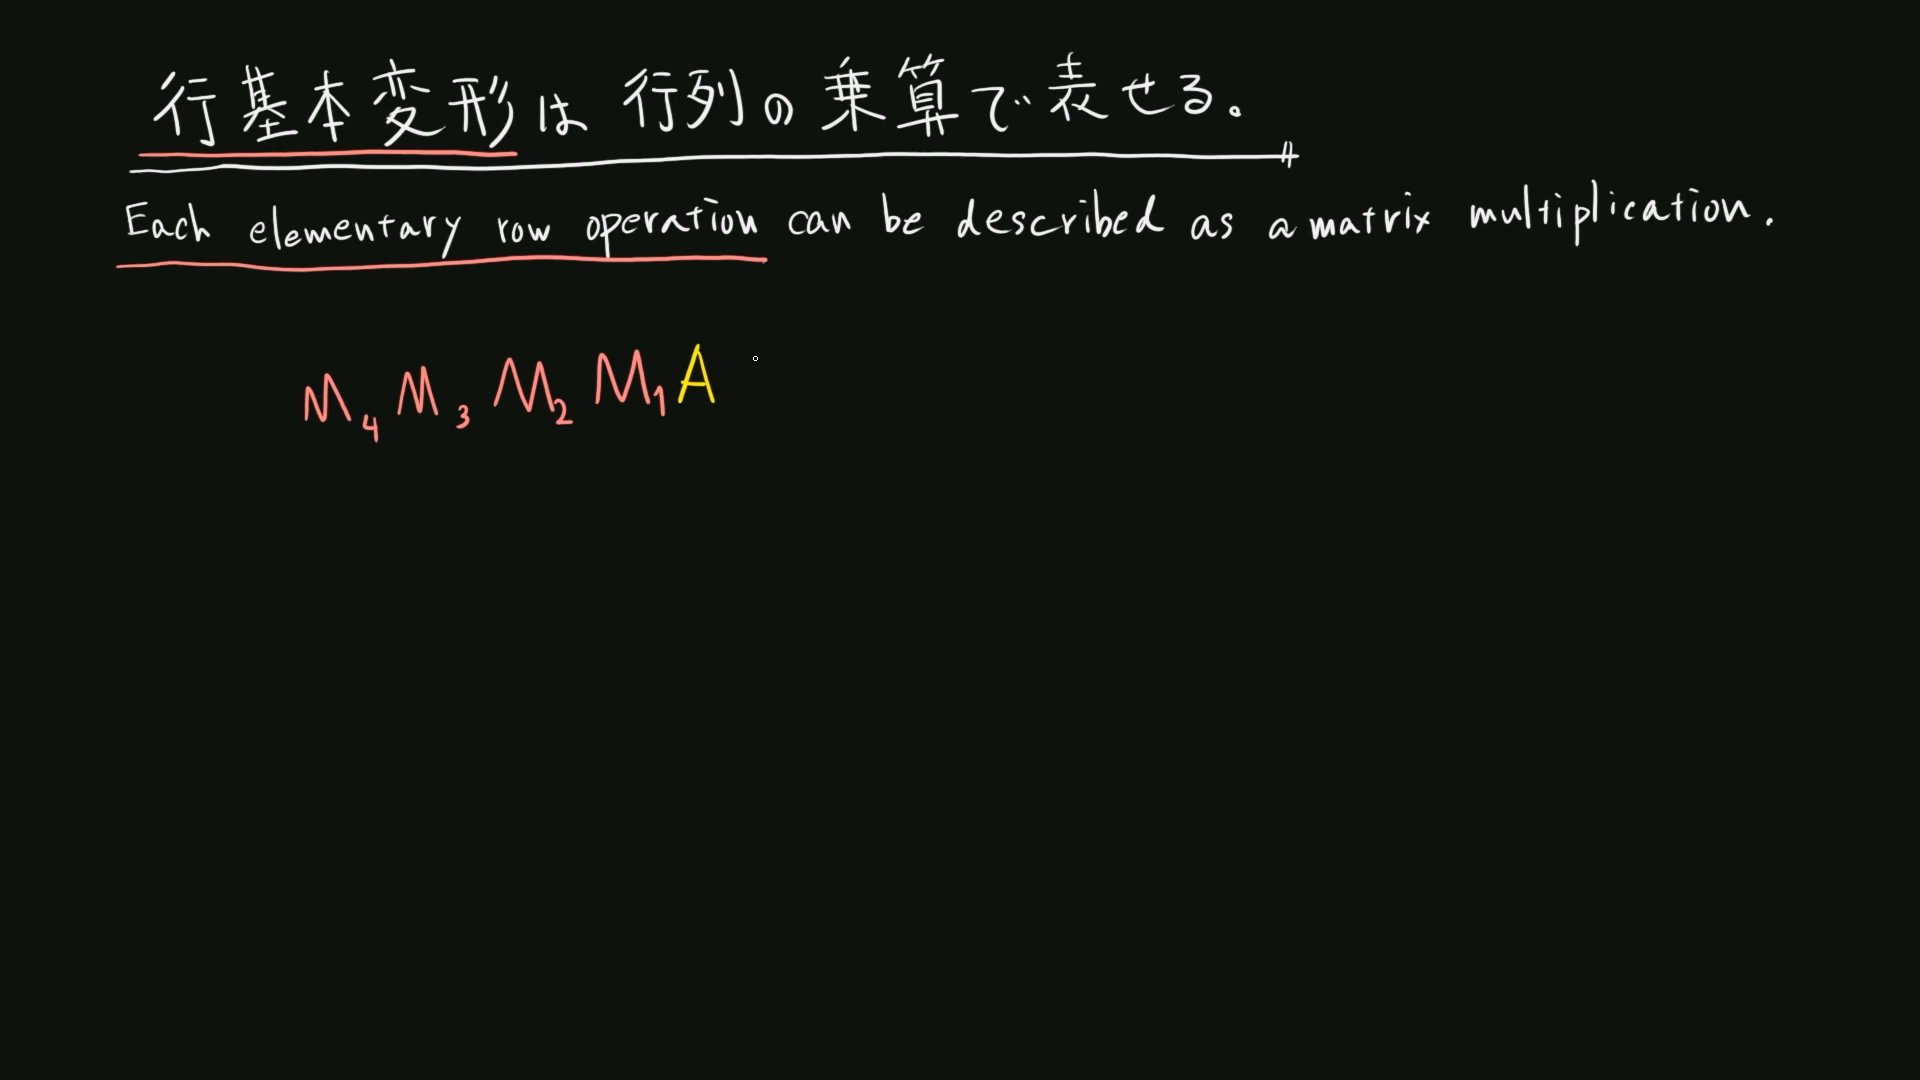 行基本変形は行列の乗算で表せる。
Each elementary row operation can be described as a matrix multiplication.
M₄ M₃ M₂ M₁ A